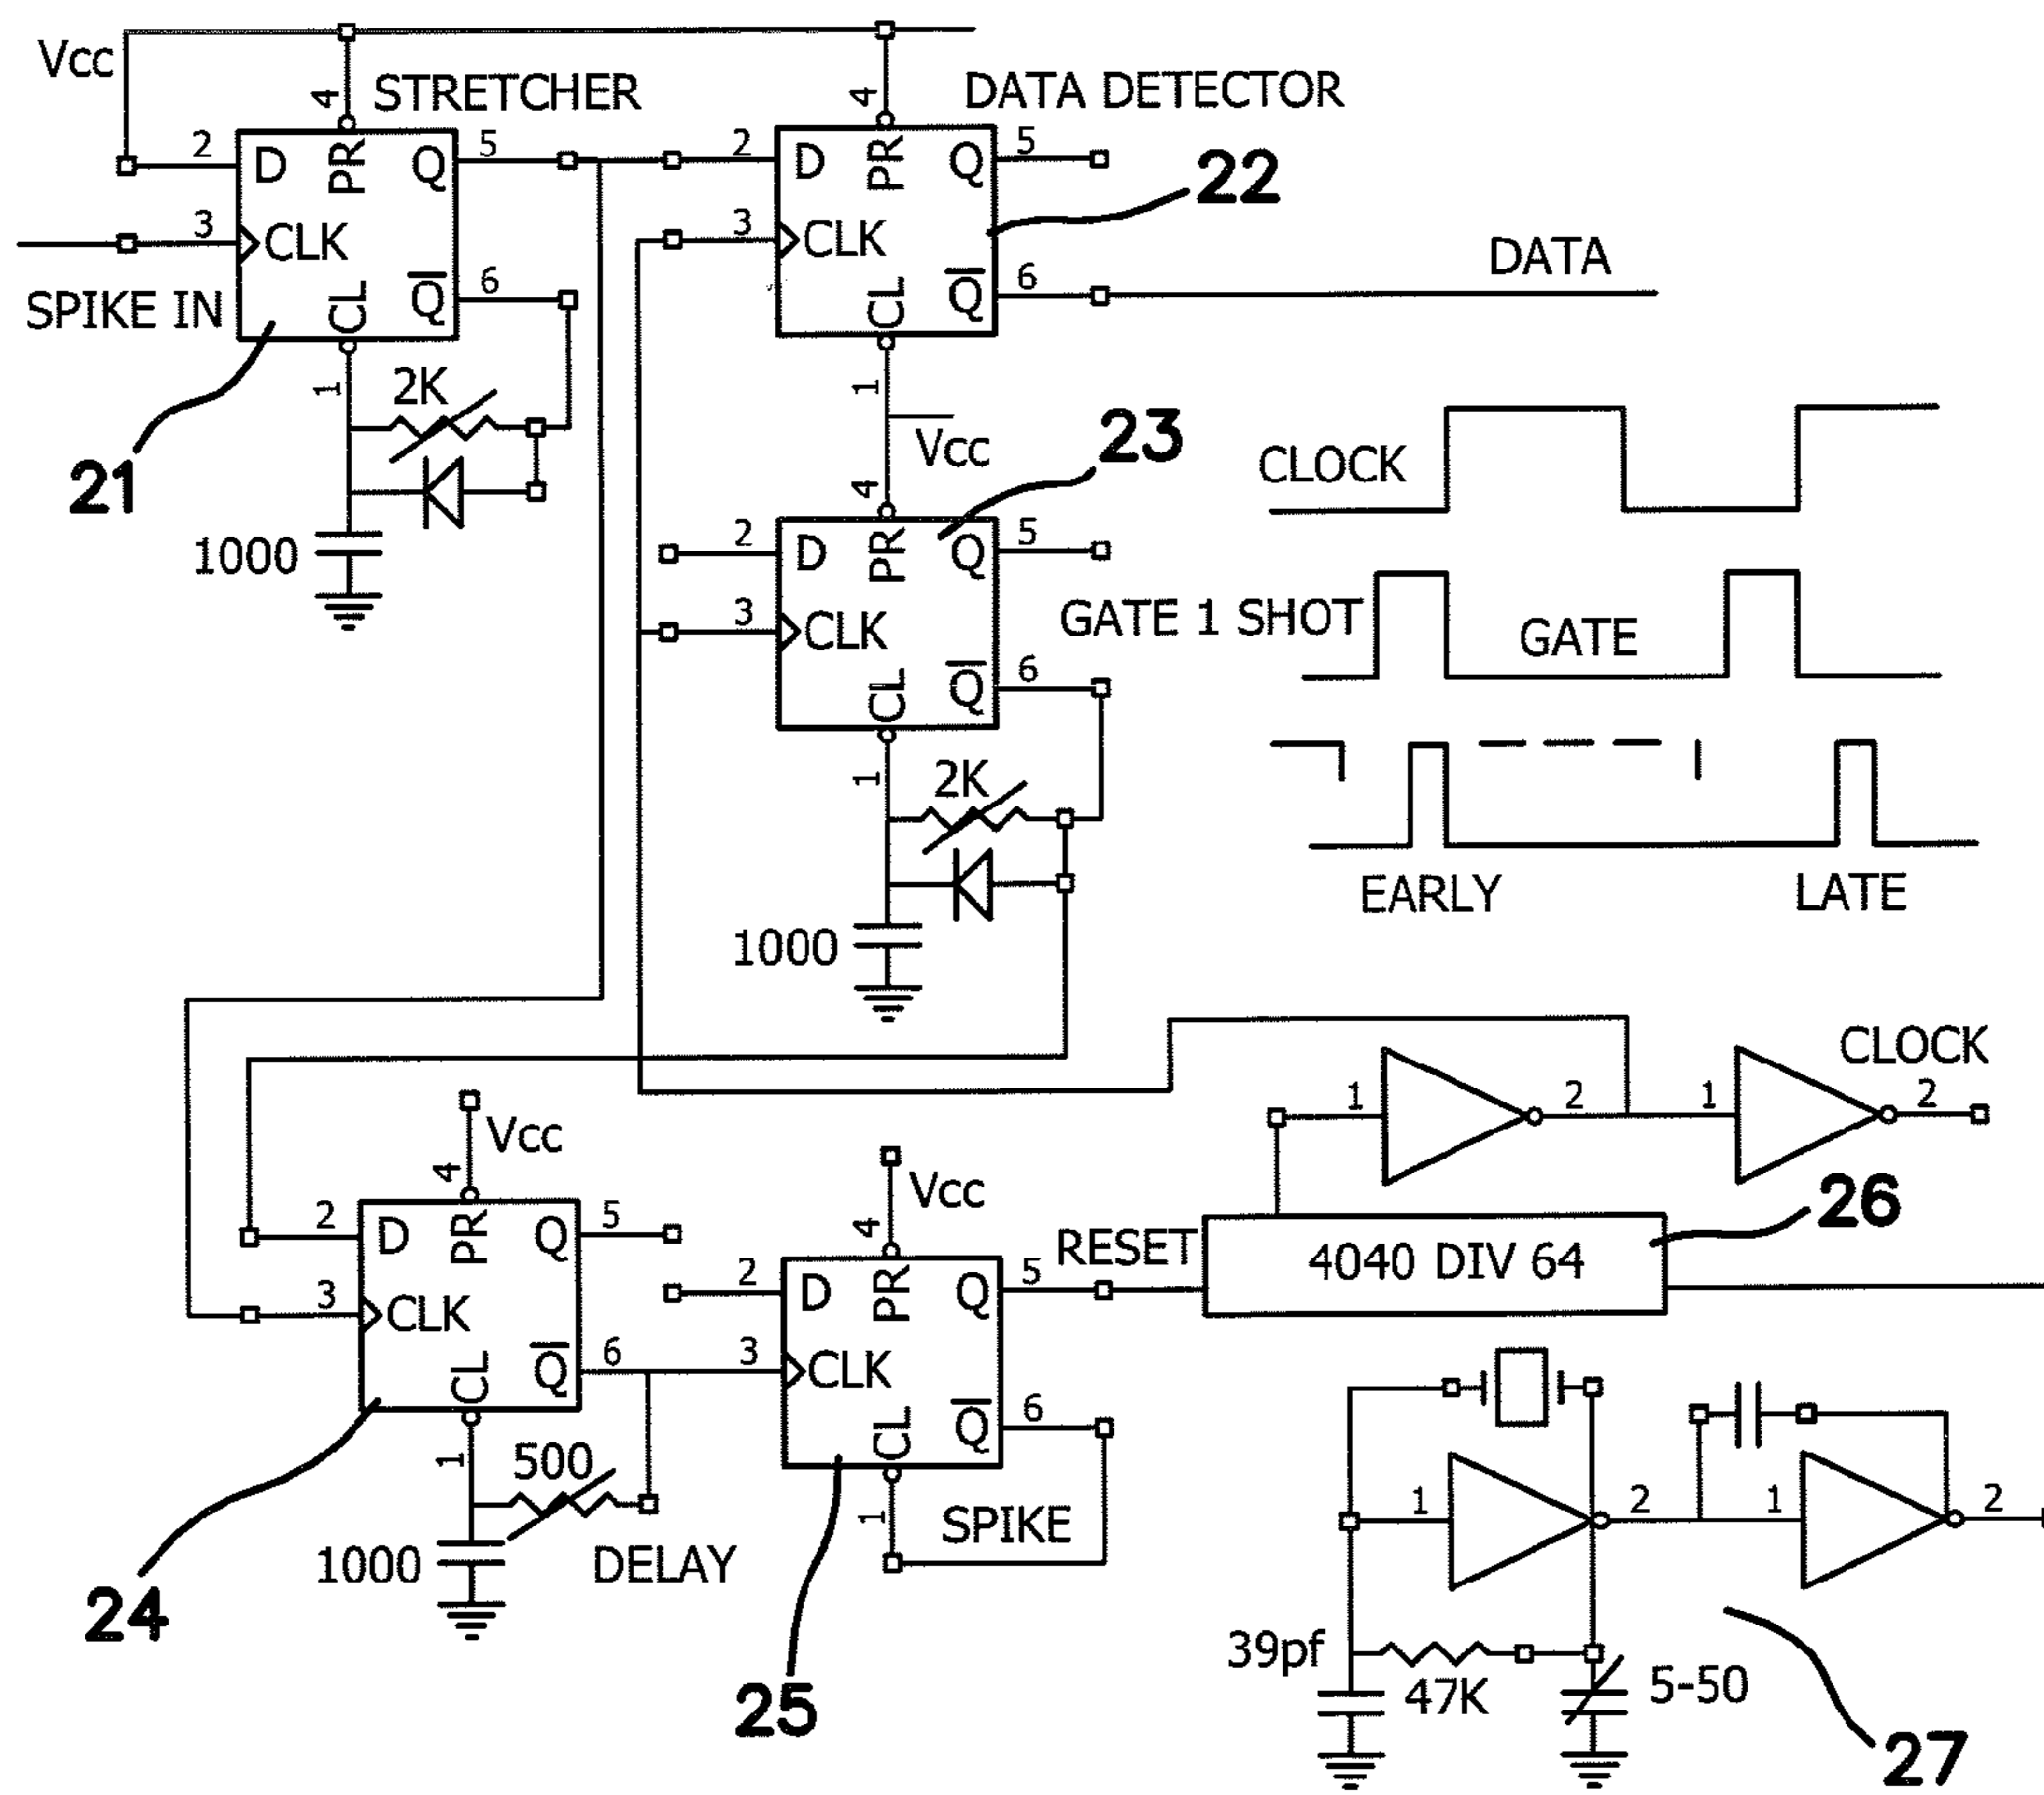 Vcc
STRETCHER
DATA DETECTOR
4
4
2 D PR Q 5
2 D PR Q 5
22
3 CLK
3 CLK
DATA
SPIKE IN
CL Q 6
CL Q 6
1
1
21
2K
Vcc
23
1000
4
CLOCK
2 D PR Q 5
3 CLK
GATE 1 SHOT
GATE
CL Q 6
1
2K
1000
EARLY
LATE
CLOCK
1 2 1 2
Vcc
4
Vcc
4
26
2 D PR Q 5
RESET
4040 DIV 64
2 D PR Q 5
3 CLK
CL Q 6
3 CLK
CL Q 6
1
500
1
SPIKE
1 2 1 2
1000
DELAY
24
25
39pf
47K
5-50
27